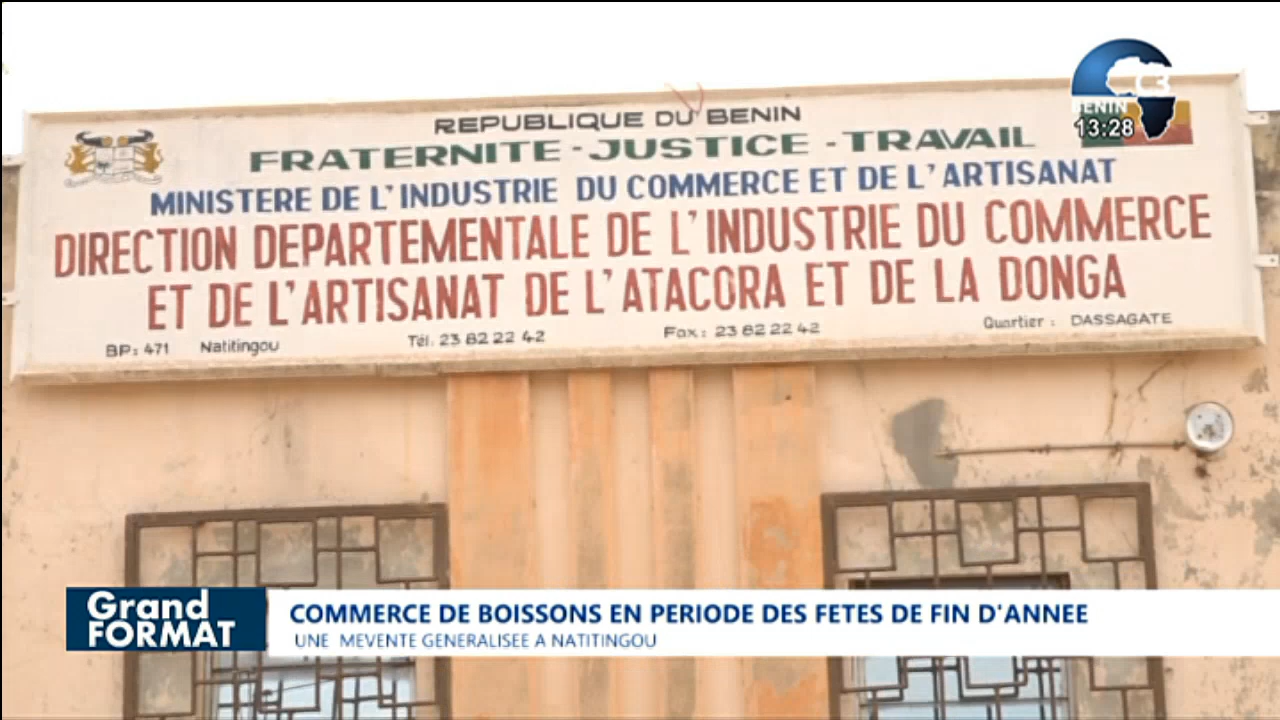 C3
BENIN
13:28
REPUBLIQUE DU BENIN
FRATERNITE - JUSTICE - TRAVAIL
MINISTERE DE L'INDUSTRIE DU COMMERCE ET DE L'ARTISANAT
DIRECTION DEPARTEMENTALE DE L'INDUSTRIE DU COMMERCE
ET DE L'ARTISANAT DE L'ATACORA ET DE LA DONGA
BP: 471 Natitingou Tél. 23 82 22 42 Fax: 23 82 22 42 Quartier : DASSAGATE
Grand
FORMAT
COMMERCE DE BOISSONS EN PERIODE DES FETES DE FIN D'ANNEE
UNE MEVENTE GENERALISEE A NATITINGOU